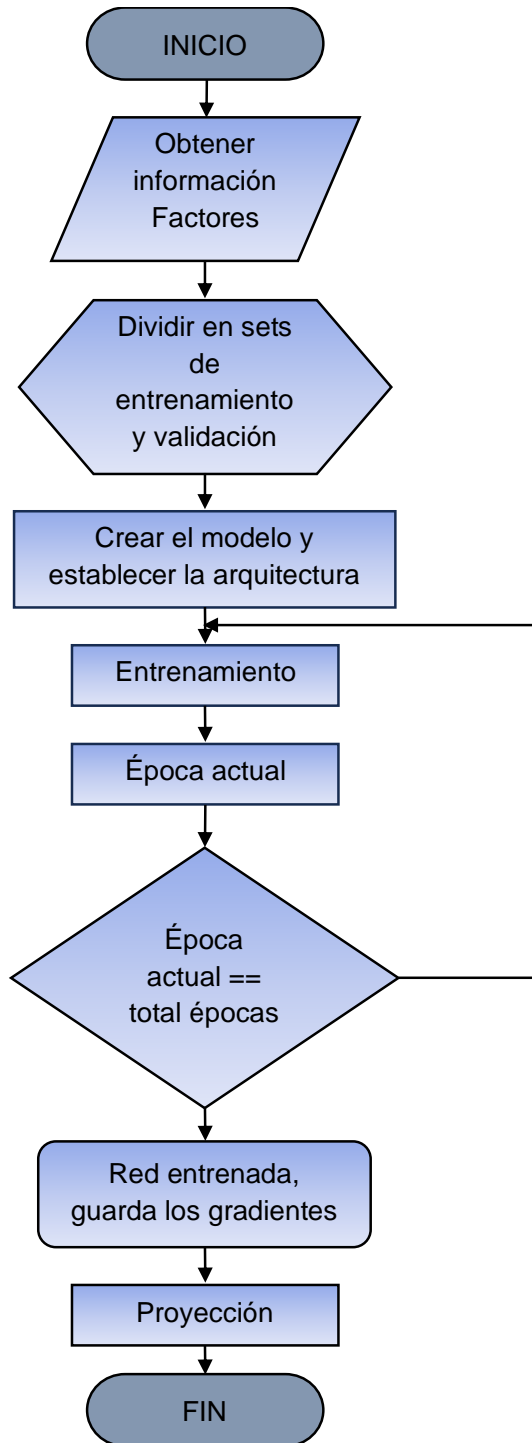 INICIO
Obtener
información
Factores
Dividir en sets
de
entrenamiento
y validación
Crear el modelo y
establecer la arquitectura
Entrenamiento
Época actual
Época
actual ==
total épocas
Red entrenada,
guarda los gradientes
Proyección
FIN